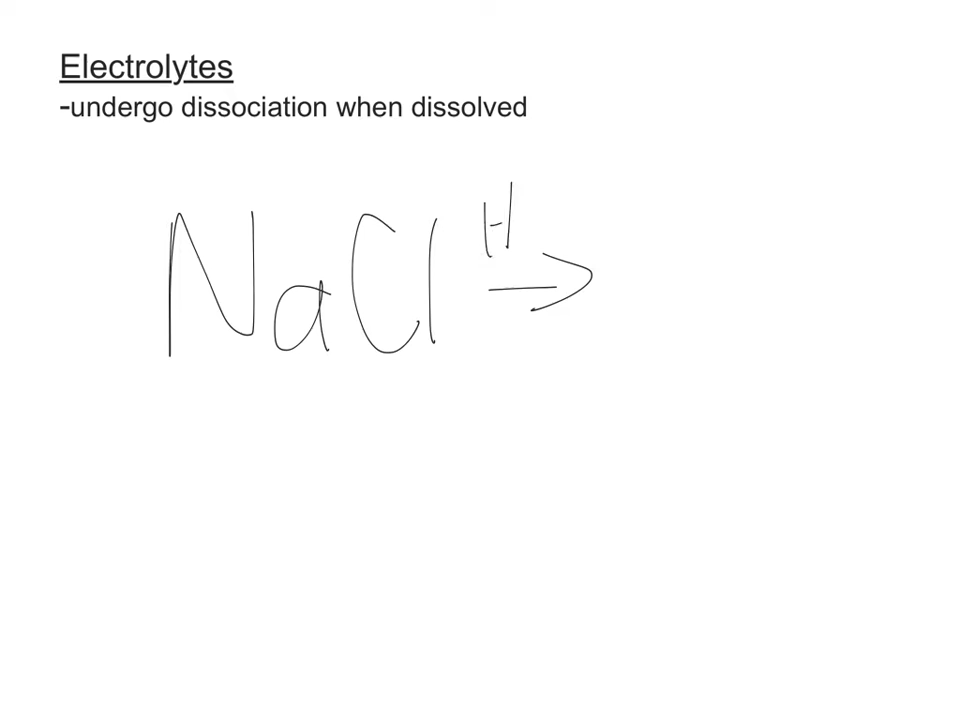 Electrolytes
-undergo dissociation when dissolved
NaCl H →